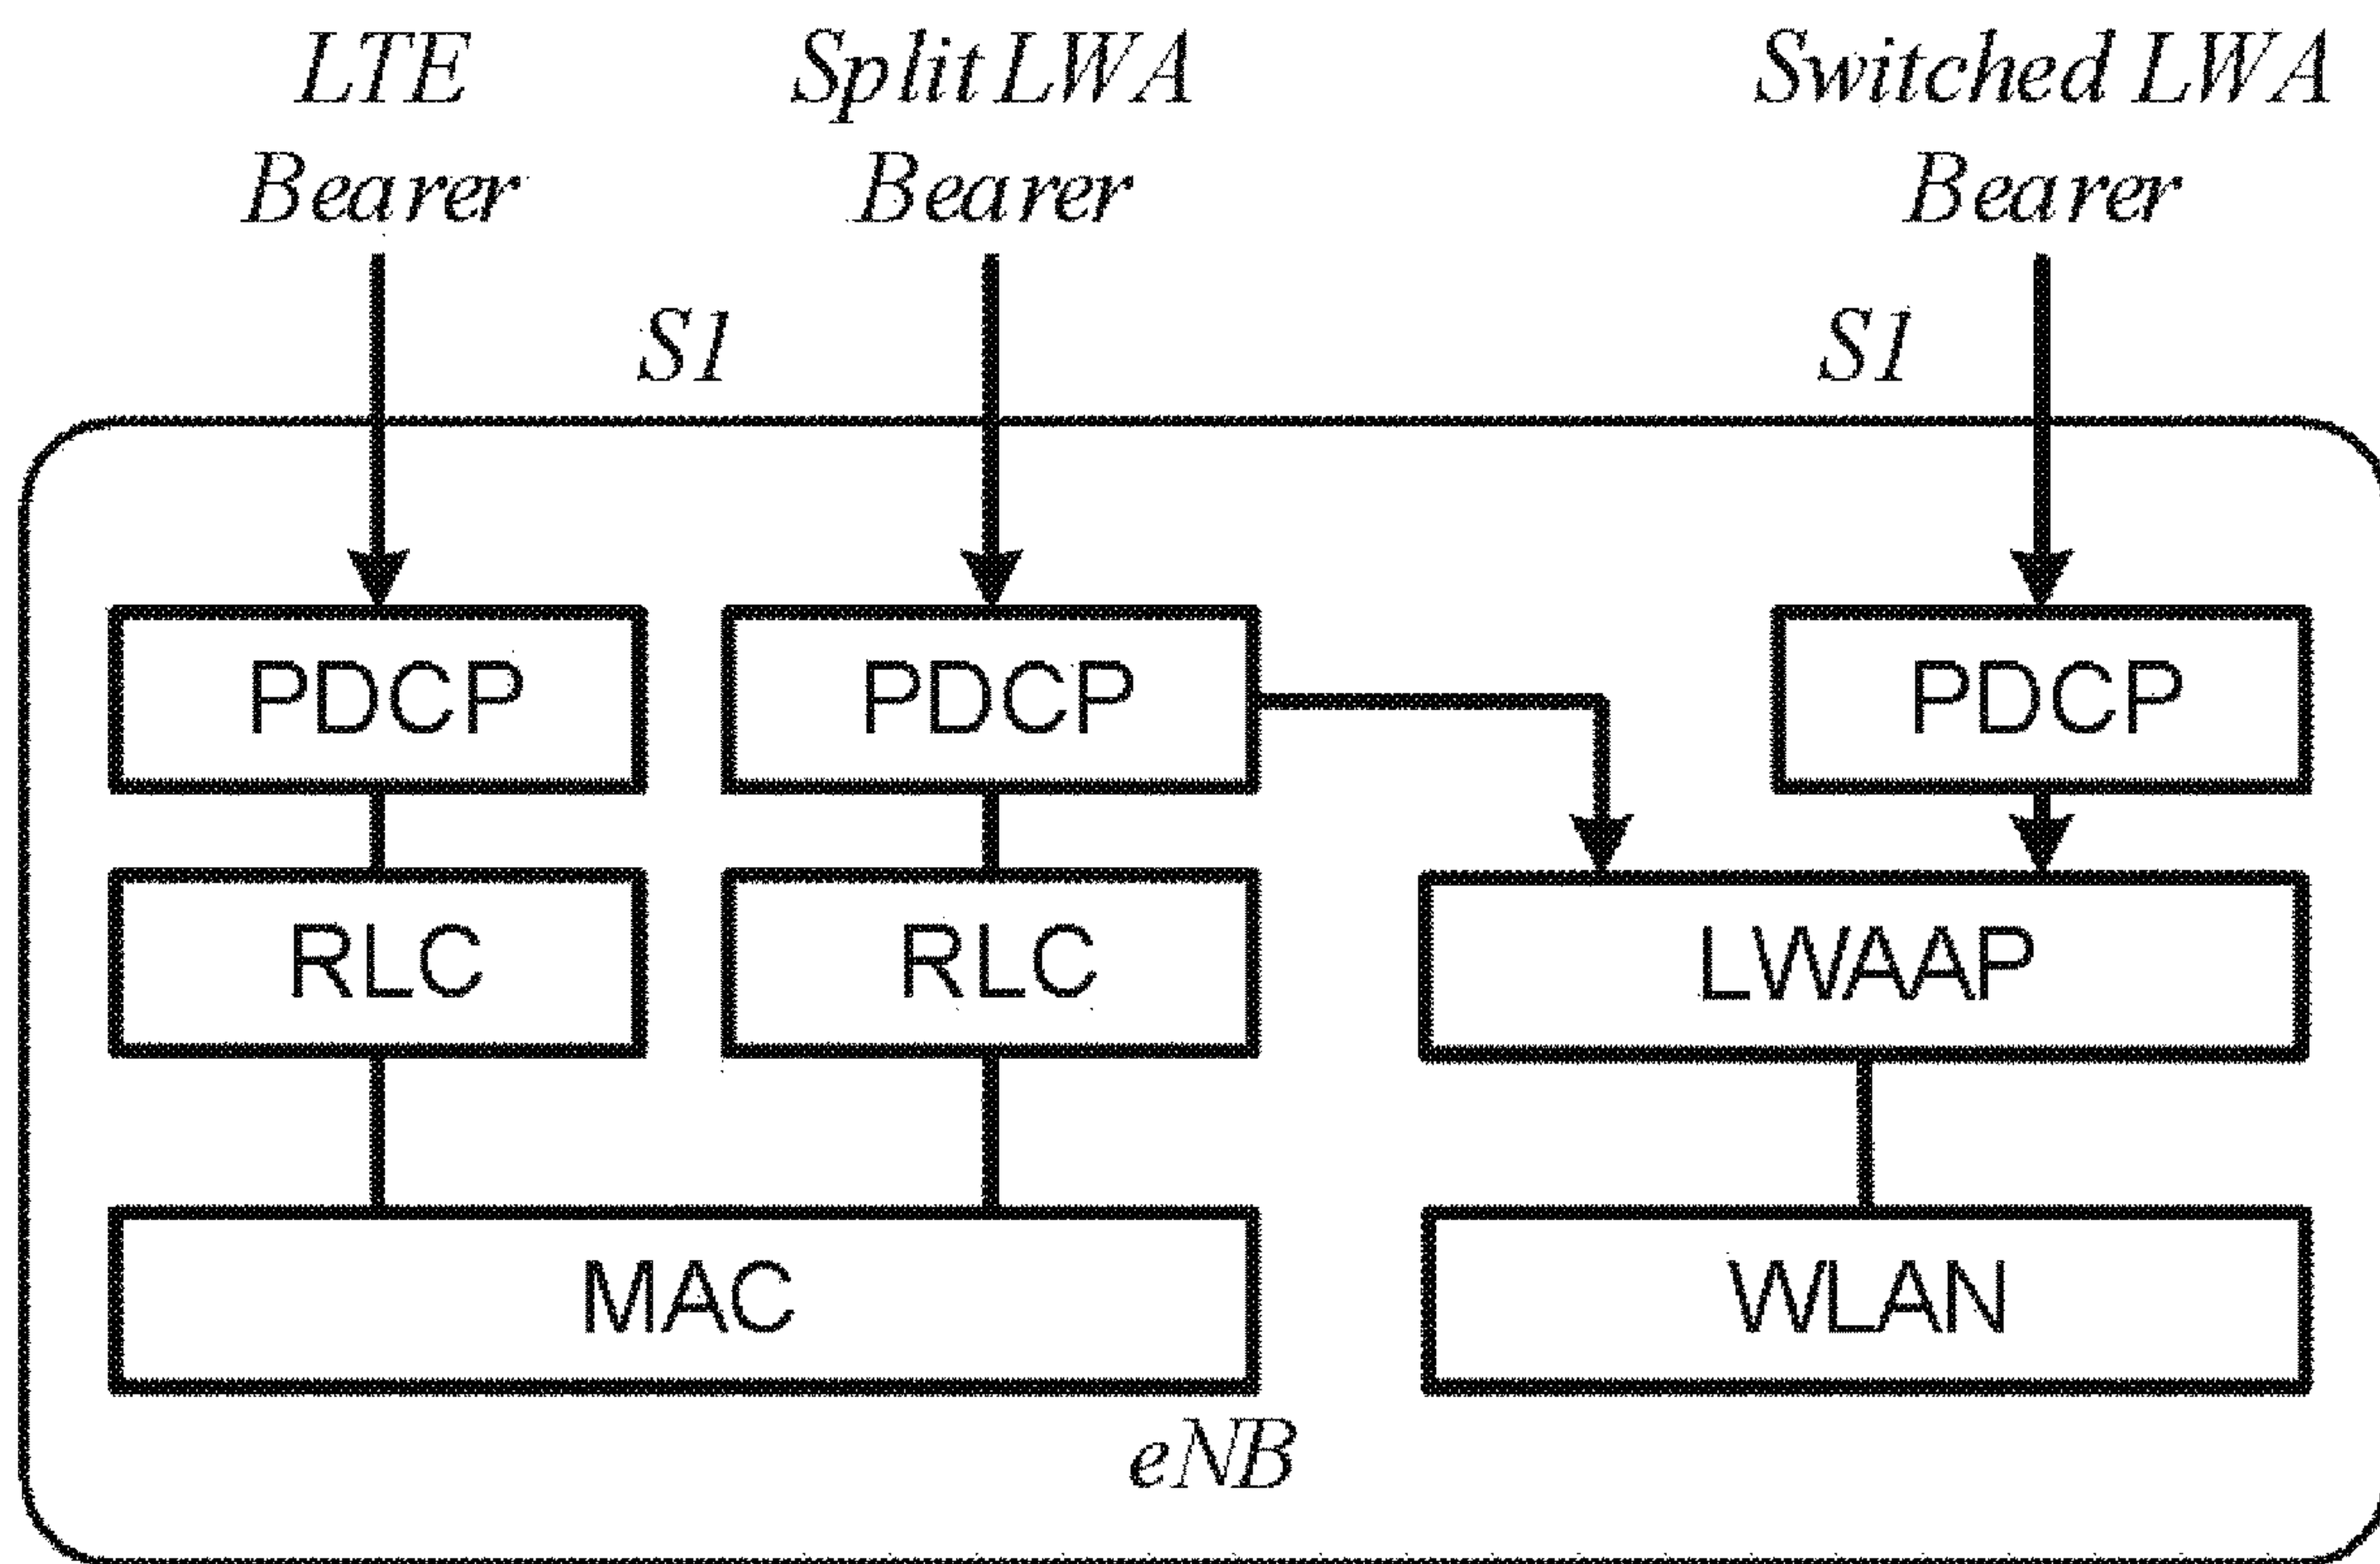 LTE
Bearer
Split LWA
Bearer
Switched LWA
Bearer
S1
S1
PDCP
PDCP
PDCP
RLC
RLC
LWAAP
MAC
WLAN
eNB